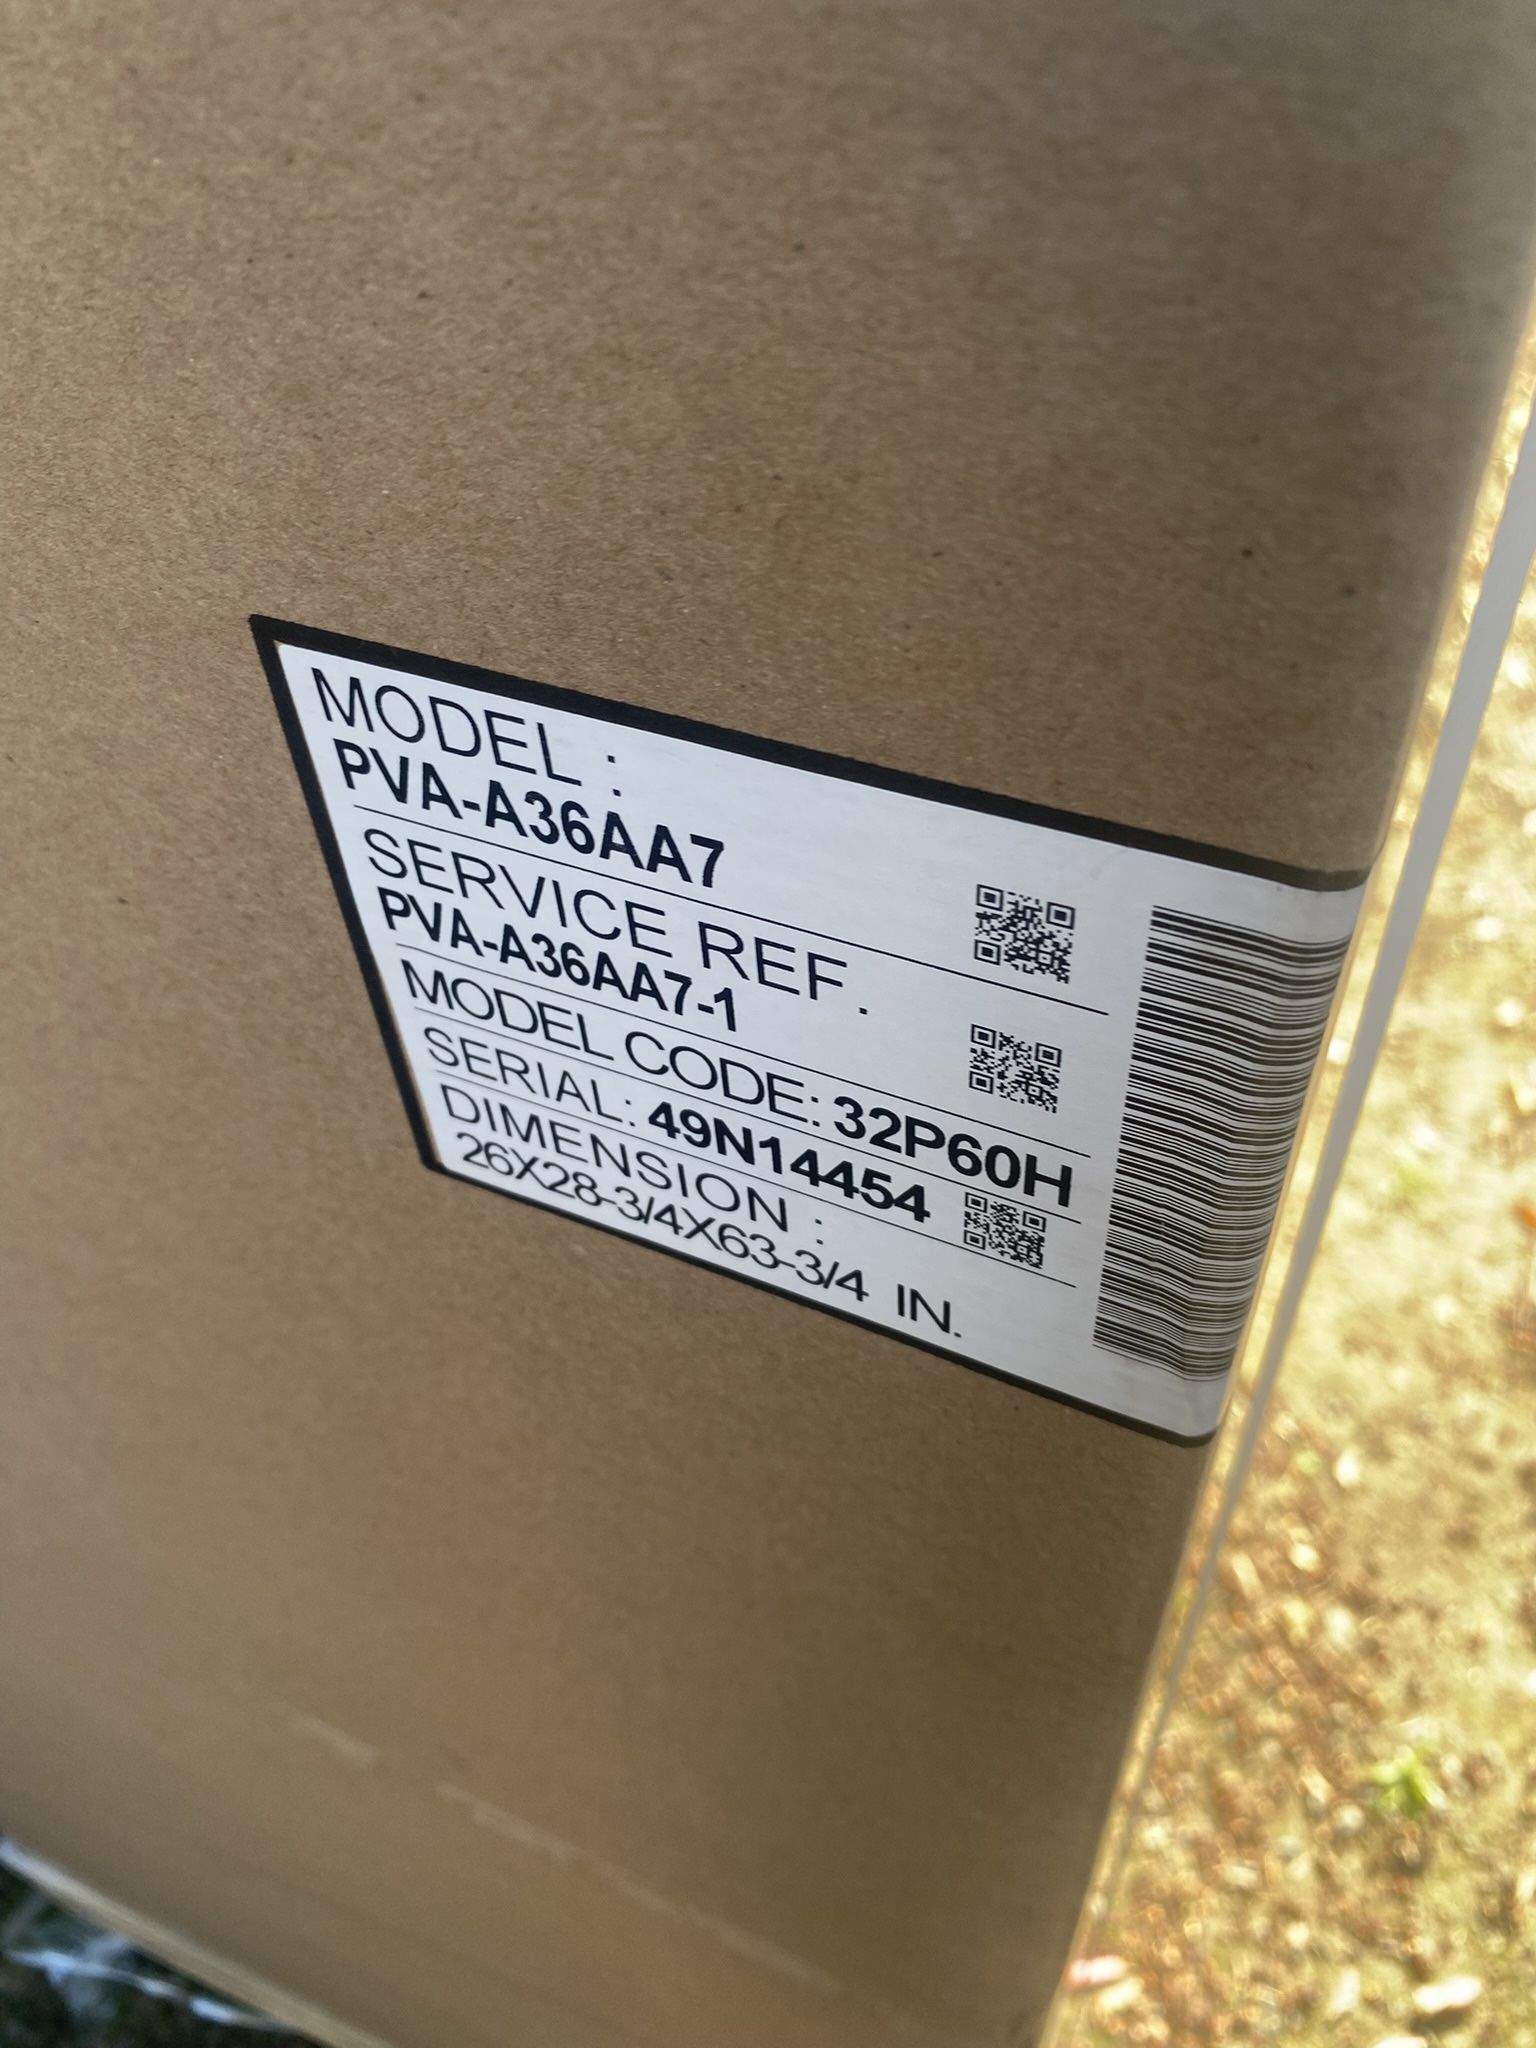 MODEL :
PVA-A36AA7
SERVICE REF.
PVA-A36AA7-1
MODEL CODE: 32P60H
SERIAL: 49N14454
DIMENSION :
26X28-3/4X63-3/4 IN.